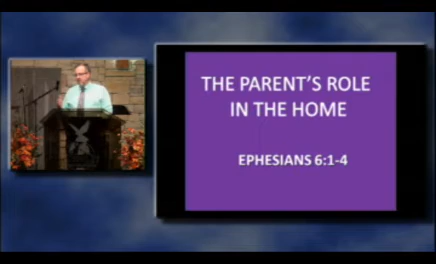 THE PARENT'S ROLE
IN THE HOME
EPHESIANS 6:1-4